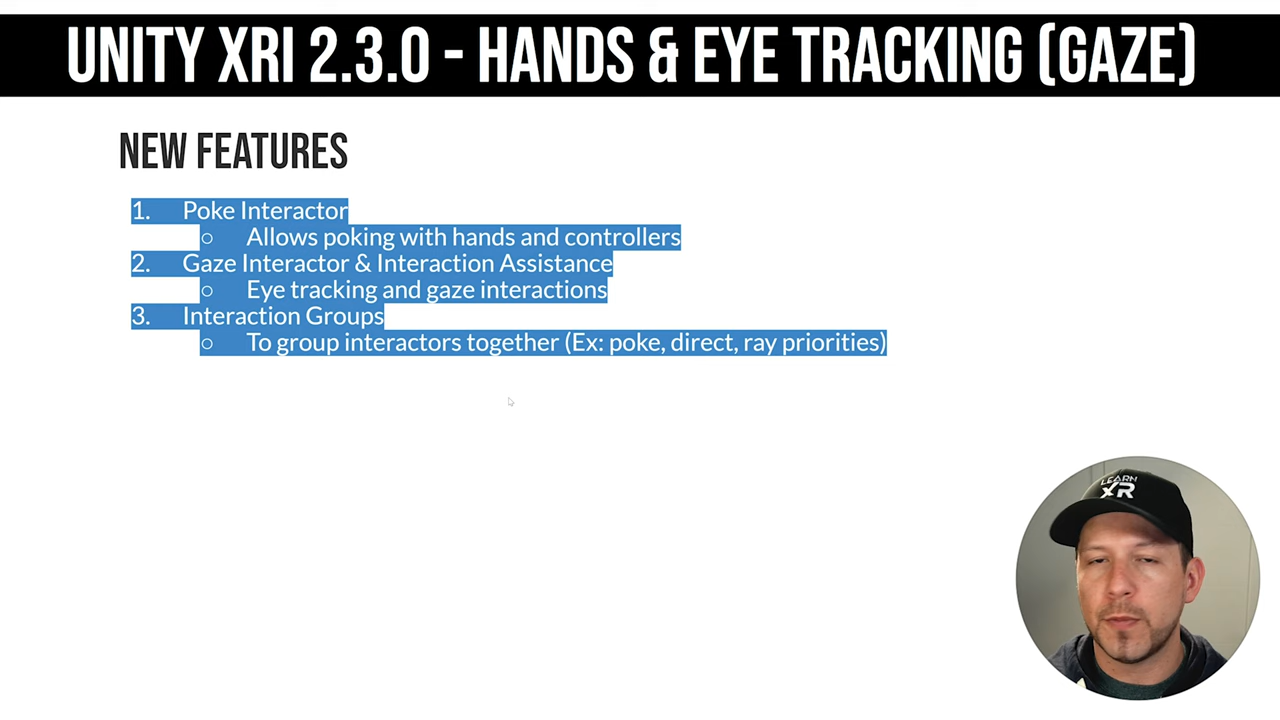 UNITY XRI 2.3.0 - HANDS & EYE TRACKING (GAZE)
NEW FEATURES
1. Poke Interactor
○ Allows poking with hands and controllers
2. Gaze Interactor & Interaction Assistance
○ Eye tracking and gaze interactions
3. Interaction Groups
○ To group interactors together (Ex: poke, direct, ray priorities)
LEARN
XR